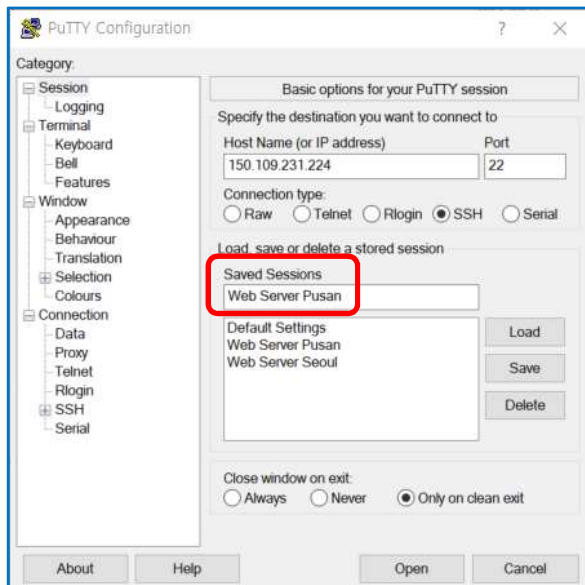 PuTTY Configuration
Category:
Session
Logging
Terminal
Keyboard
Bell
Features
Window
Appearance
Behaviour
Translation
Selection
Colours
Connection
Data
Proxy
Telnet
Rlogin
SSH
Serial
Basic options for your PuTTY session
Specify the destination you want to connect to
Host Name (or IP address) Port
150.109.231.224 22
Connection type:
Raw Telnet Rlogin SSH Serial
Load, save or delete a stored session
Saved Sessions
Web Server Pusan
Default Settings
Web Server Pusan
Web Server Seoul
Load
Save
Delete
Close window on exit:
Always Never Only on clean exit
About Help Open Cancel